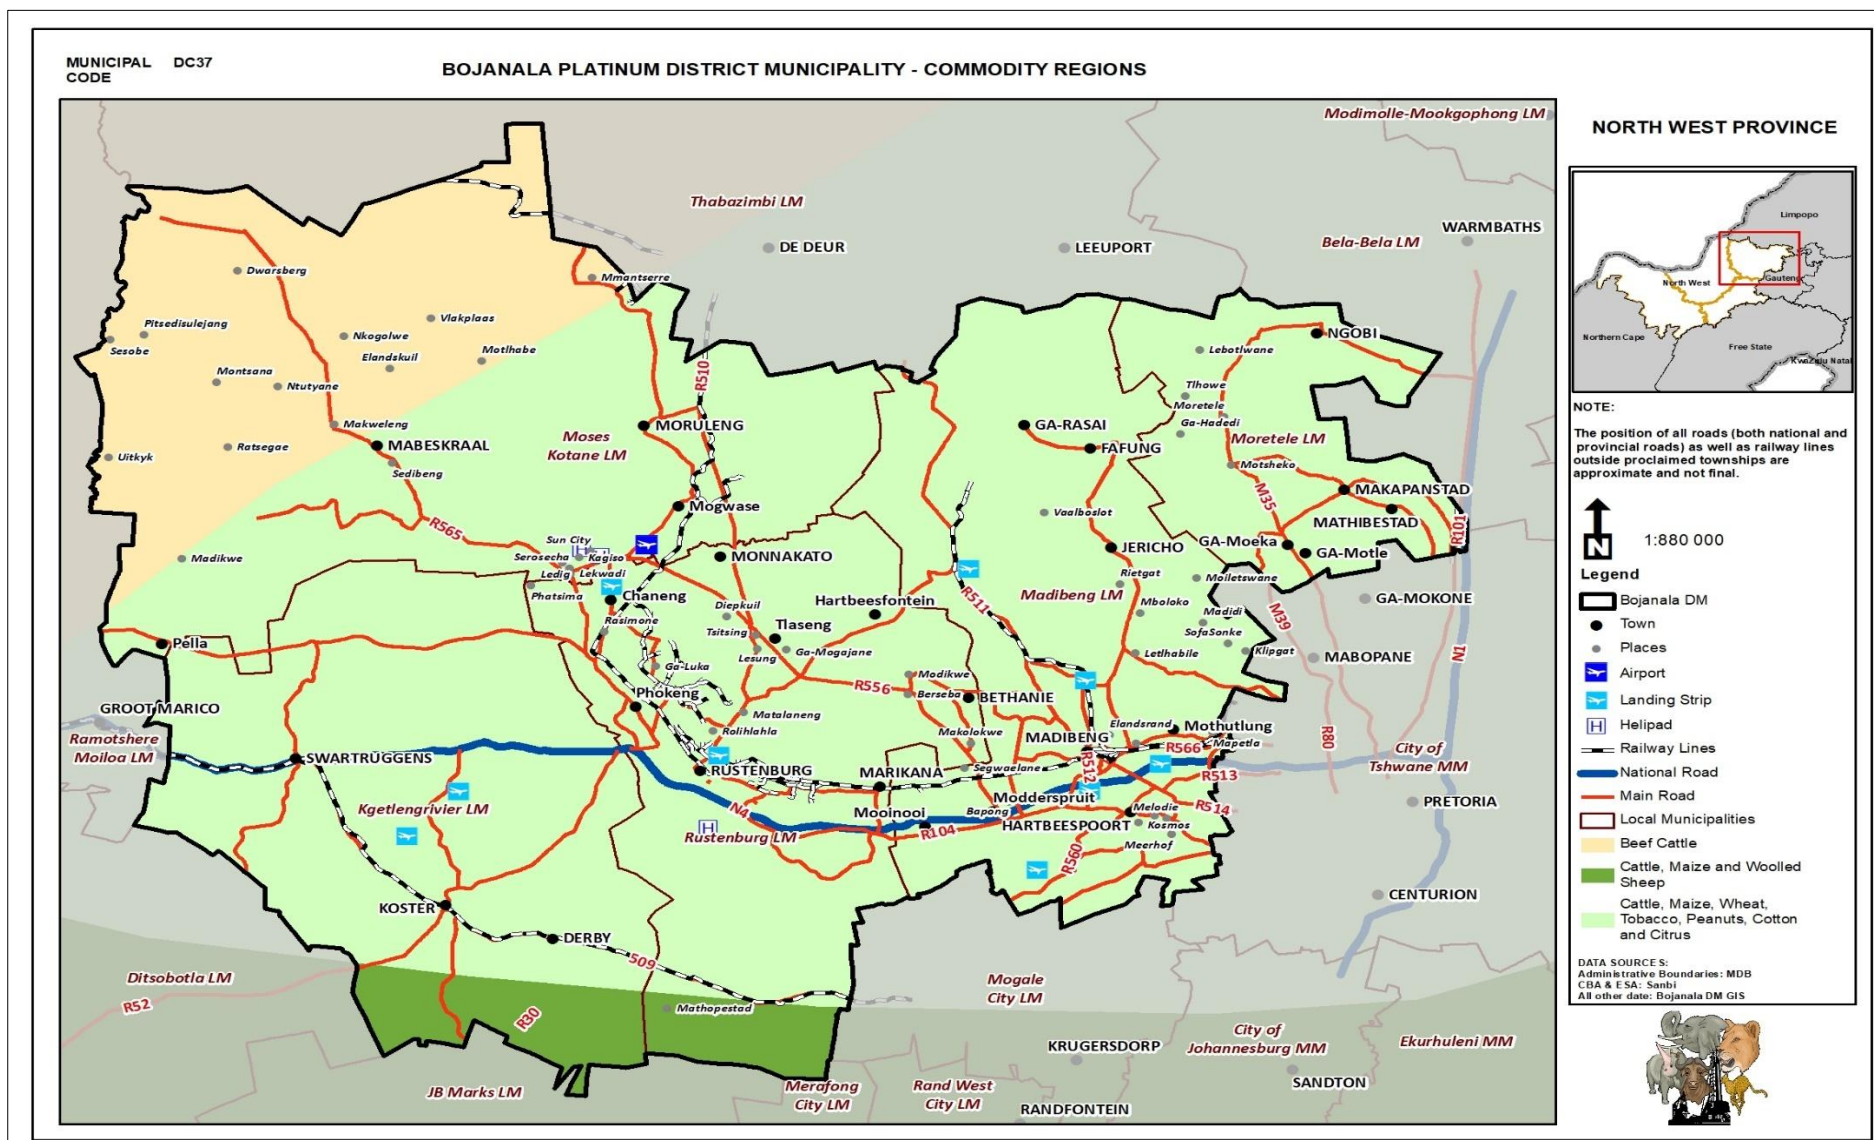 MUNICIPAL CODE DC37
BOJANALA PLATINUM DISTRICT MUNICIPALITY - COMMODITY REGIONS
Modimolle-Mookgophong LM
Thabazimbi LM
DE DEUR
LEEUPORT
Bela-Bela LM
WARMBATHS
Dwarsberg
Mmantserre
Pitsedisulejang
Sesobe
Nkogolwe
Vlakplaas
Elandskuil
Motlhabe
Montsana
Ntutyane
Makweleng
MABESKRAAL
Ratsegae
Uitkyk
Sedibeng
R510
MORULENG
Moses
Kotane LM
Mogwase
R565
Madikwe
Sun City
Serosecha
Kagiso
Ledig
Lekwadi
Phatsima
Chaneng
Rasimone
MONNAKATO
Diepkuil
Tsitsing
Tlaseng
Lesung
Ga-Mogajane
Hartbeesfontein
R511
Madibeng LM
GA-RASAI
FAFUNG
Vaalboslot
JERICHO
Rietgat
Mboloko
Letlhabile
Lebotlwane
NGOBI
Tlhowe
Moretele
Ga-Hadedi
Moretele LM
Motsheko
M35
MAKAPANSTAD
MATHIBESTAD
R101
GA-Moeka
GA-Motle
Moiletswane
Madidi
SofaSonke
Klipgat
M39
GA-MOKONE
MABOPANE
N1
R80
Pella
GROOT MARICO
Ramotshere
Moiloa LM
SWARTRUGGENS
Kgetlengrivier LM
Ga-Luka
Phokeng
Matalaneng
Rolihlahla
RUSTENBURG
R556
Modikwe
Berseba
BETHANIE
Makolokwe
Segwaelane
MARIKANA
Mooinooi
N4
Rustenburg LM
R104
Bapong
Modderspruit
HARTBEESPOORT
MADIBENG
R512
Elandsrand
Mothutlung
R566
Mapetla
R513
R514
Melodie
Kosmos
Meerhof
R560
City of
Tshwane MM
PRETORIA
CENTURION
KOSTER
DERBY
509
Mathopestad
Ditsobotla LM
R52
R30
JB Marks LM
Merafong
City LM
Rand West
City LM
Mogale
City LM
KRUGERSDORP
RANDFONTEIN
City of
Johannesburg MM
SANDTON
Ekurhuleni MM
NORTH WEST PROVINCE
Limpopo
North West
Gauteng
Northern Cape
Free State
KwaZulu Natal
NOTE:
The position of all roads (both national and
provincial roads) as well as railway lines
outside proclaimed townships are
approximate and not final.
N
1:880 000
Legend
Bojanala DM
Town
Places
Airport
Landing Strip
H Helipad
Railway Lines
National Road
Main Road
Local Municipalities
Beef Cattle
Cattle, Maize and Woolled
Sheep
Cattle, Maize, Wheat,
Tobacco, Peanuts, Cotton
and Citrus
DATA SOURCES:
Administrative Boundaries: MDB
CBA & ESA: Sanbi
All other date: Bojanala DM GIS